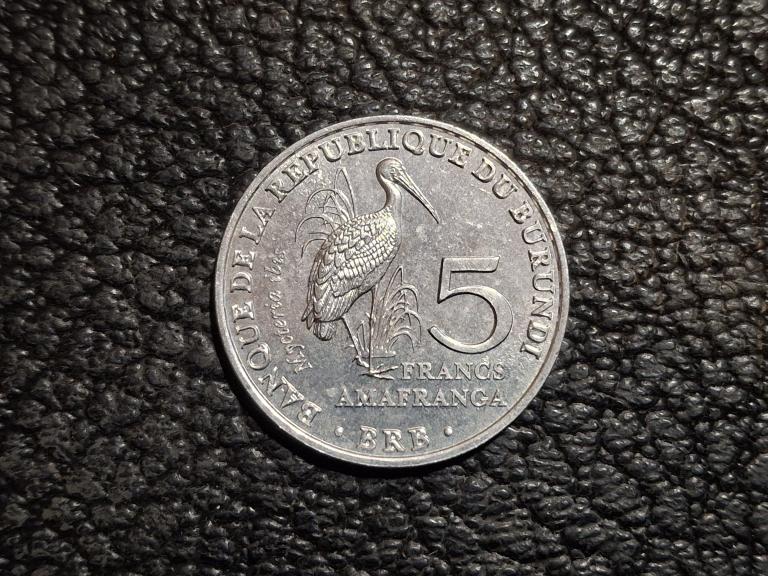 BANQUE DE LA REPUBLIQUE DU BURUNDI
Mycteria ibis
5
FRANCS
AMAFRANGA
· BRB ·